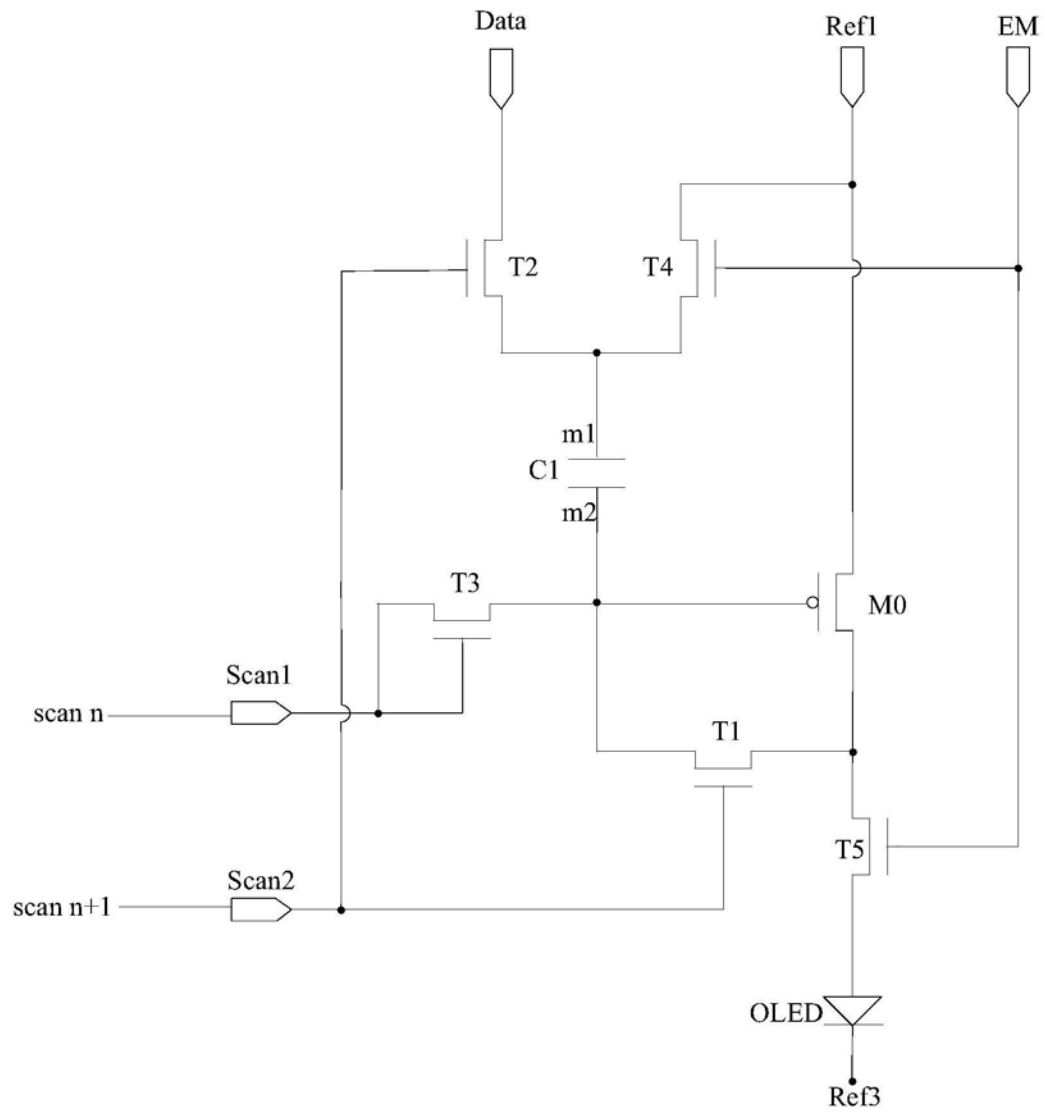 Data
Ref1
EM
T2
T4
m1
C1
m2
T3
M0
Scan1
scan n
T1
T5
Scan2
scan n+1
OLED
Ref3